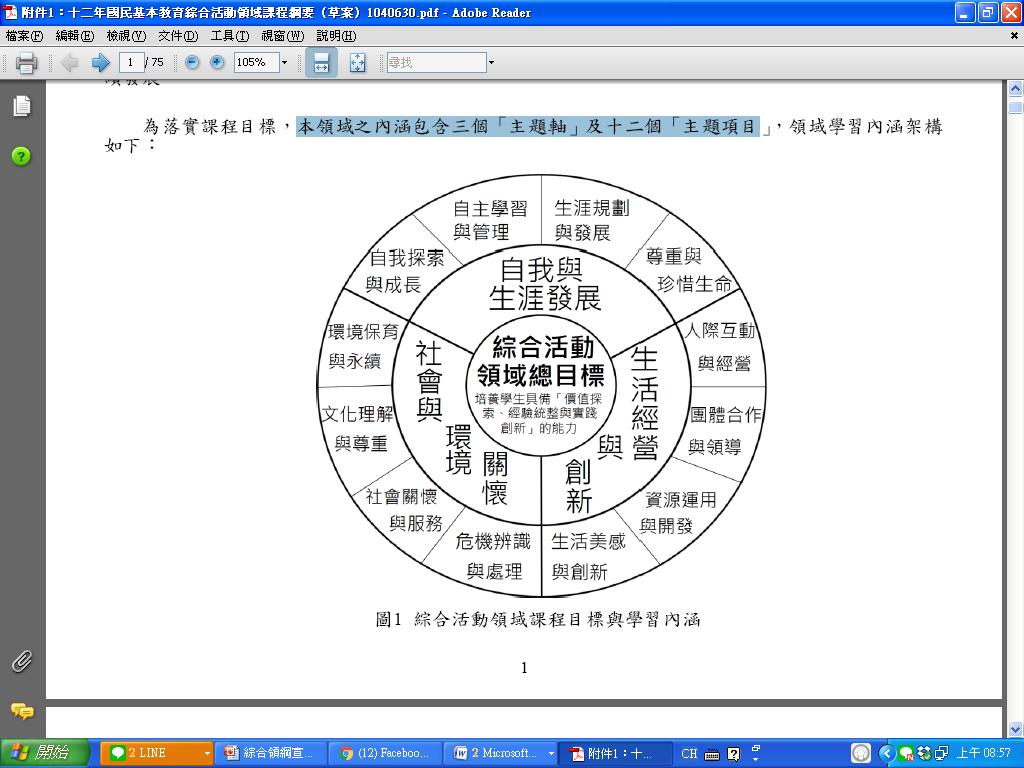 附件1：十二年國民基本教育綜合活動領域課程綱要（草案）1040630.pdf - Adobe Reader
檔案(F) 編輯(E) 檢視(V) 文件(D) 工具(T) 視窗(W) 說明(H)
1 / 75 105% 尋找
為落實課程目標，本領域之內涵包含三個「主題軸」及十二個「主題項目」，領域學習內涵架構
如下：
自主學習
與管理
生涯規劃
與發展
自我探索
與成長
尊重與
珍惜生命
自我與
生涯發展
環境保育
與永續
人際互動
與經營
社會與
環境
關懷
綜合活動
領域總目標
培養學生具備「價值探
索、經驗統整與實踐
創新」的能力
生活經營
與
創新
文化理解
與尊重
團體合作
與領導
社會關懷
與服務
資源運用
與開發
危機辨識
與處理
生活美感
與創新
圖1 綜合活動領域課程目標與學習內涵
1
開始 2 LINE 綜合領綱宣... (12) Faceboo... 2 Microsoft... 附件1：十... CH 上午 08:57